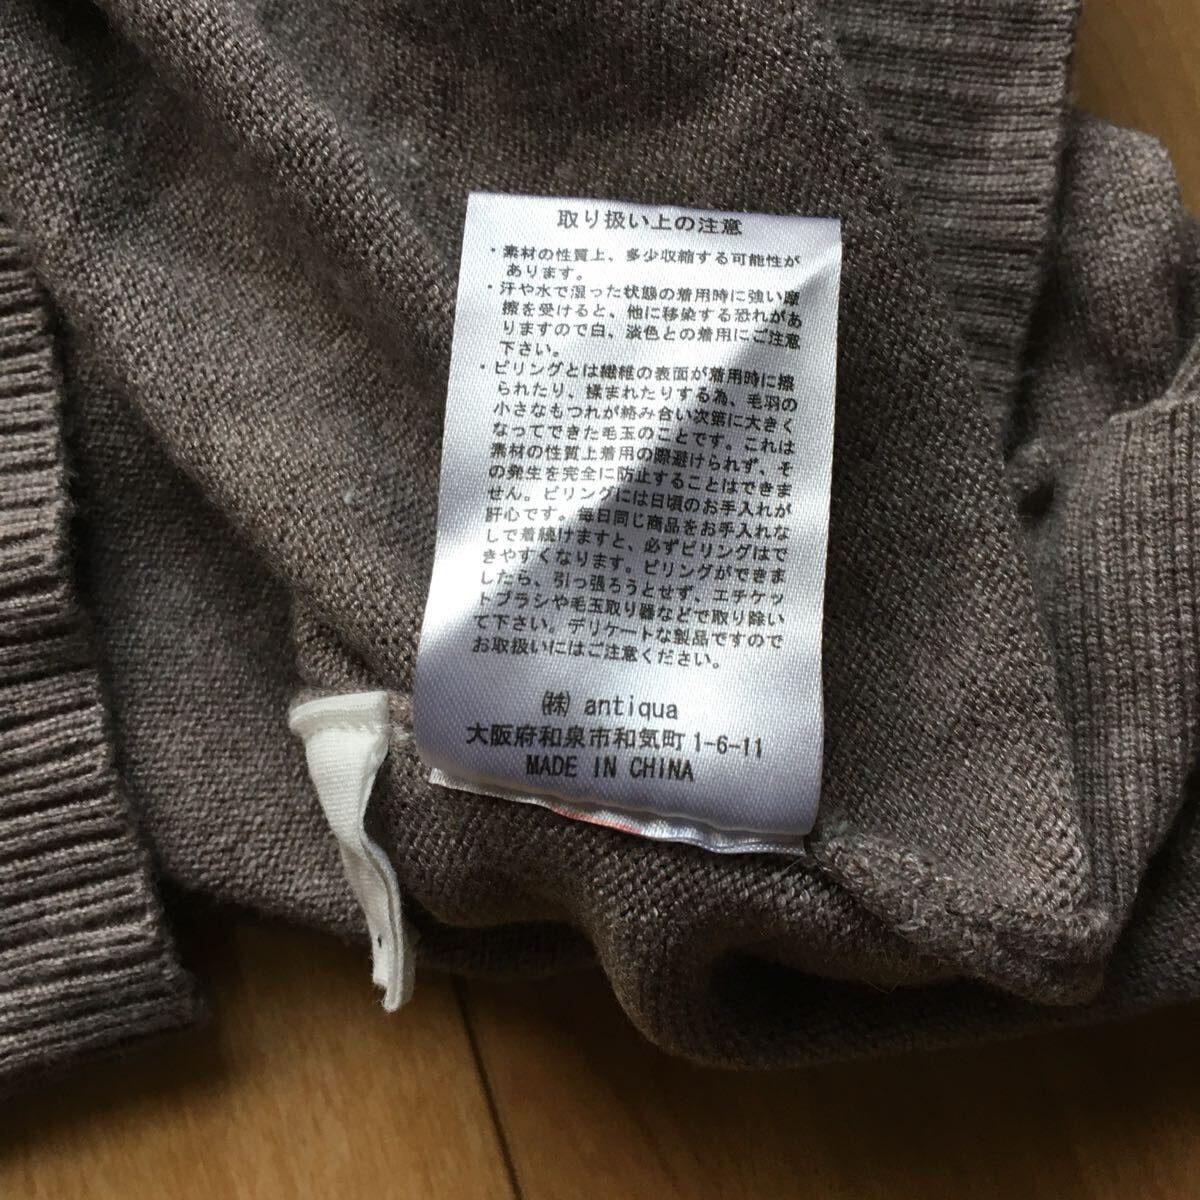 取り扱い上の注意
・素材の性質上、多少収縮する可能性が
あります。
・汗や水で湿った状態の着用時に強い摩
擦を受けると、他に移染する恐れがあ
りますので白、淡色との着用にご注意
下さい。
・ピリングとは繊維の表面が着用時に擦
られたり、揉まれたりする為、毛羽の
小さなもつれが絡み合い次第に大きく
なってできた毛玉のことです。これは
素材の性質上着用の際避けられず、そ
の発生を完全に防止することはできま
せん。ピリングには日頃のお手入れが
肝心です。毎日同じ商品をお手入れな
しで着続けますと、必ずピリングはで
きやすくなります。ピリングができま
したら、引っ張ろうとせず、エチケッ
トブラシや毛玉取り器などで取り除い
て下さい。デリケートな製品ですので
お取扱いにはご注意ください。
㈱ antiqua
大阪府和泉市和気町1-6-11
MADE IN CHINA